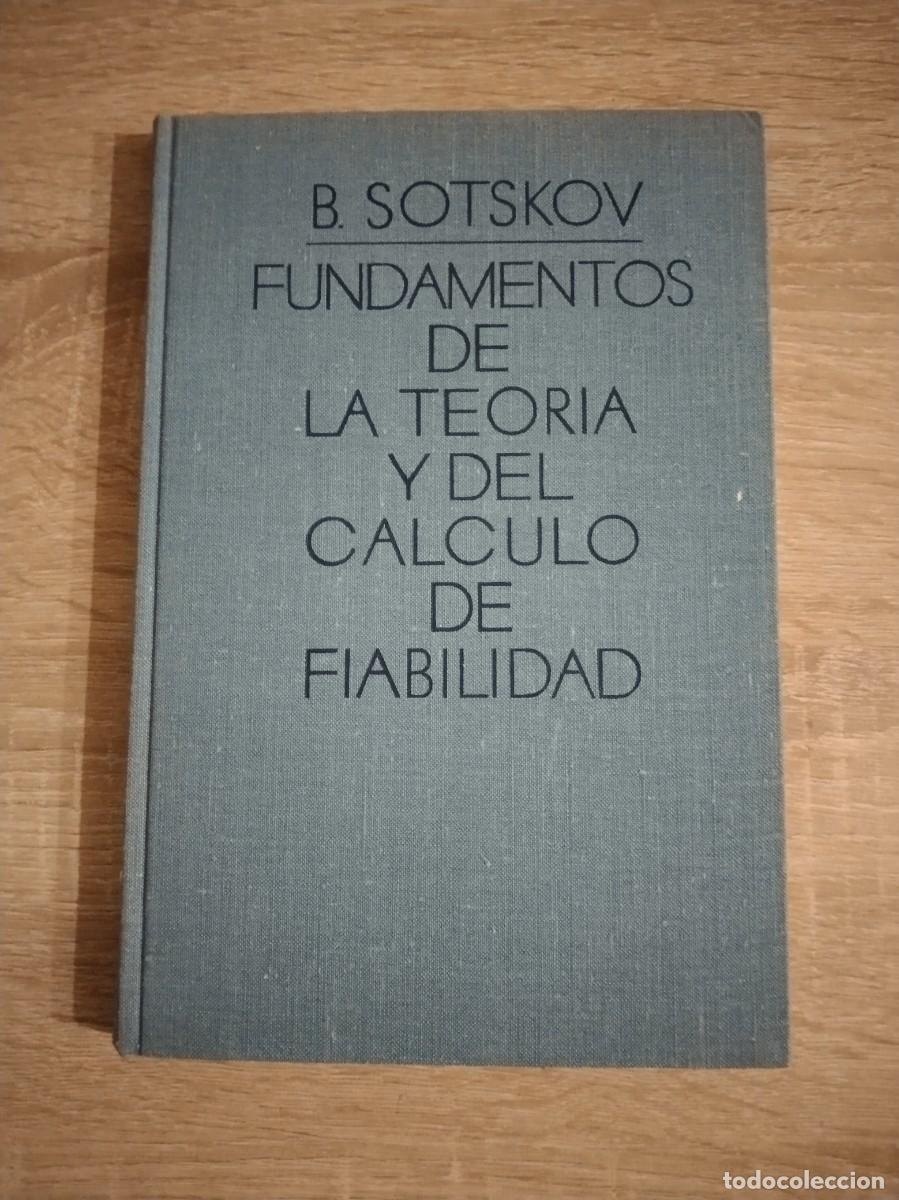 B. SOTSKOV
FUNDAMENTOS
DE
LA TEORIA
Y DEL
CALCULO
DE
FIABILIDAD
todocoleccion